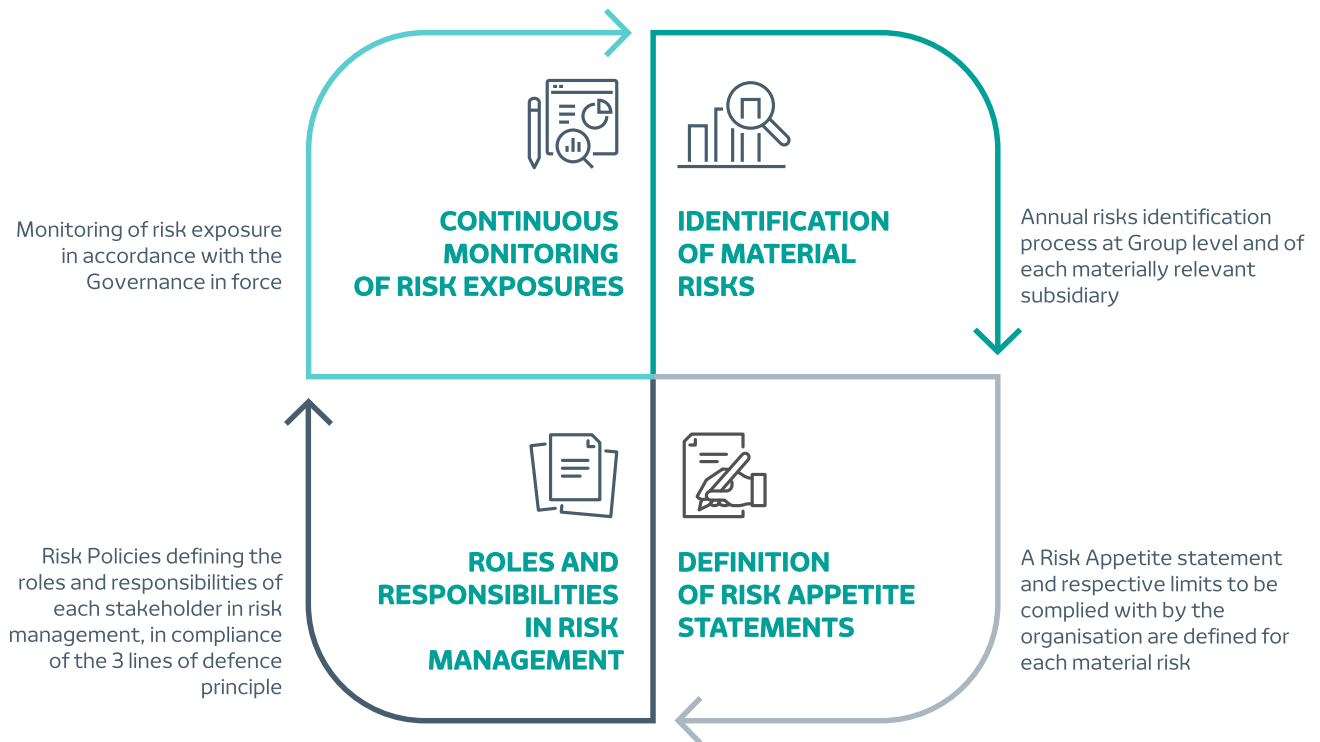 CONTINUOUS
MONITORING
OF RISK EXPOSURES
Monitoring of risk exposure
in accordance with the
Governance in force
IDENTIFICATION
OF MATERIAL
RISKS
Annual risks identification
process at Group level and of
each materially relevant
subsidiary
ROLES AND
RESPONSIBILITIES
IN RISK
MANAGEMENT
Risk Policies defining the
roles and responsibilities of
each stakeholder in risk
management, in compliance
of the 3 lines of defence
principle
DEFINITION
OF RISK APPETITE
STATEMENTS
A Risk Appetite statement
and respective limits to be
complied with by the
organisation are defined for
each material risk